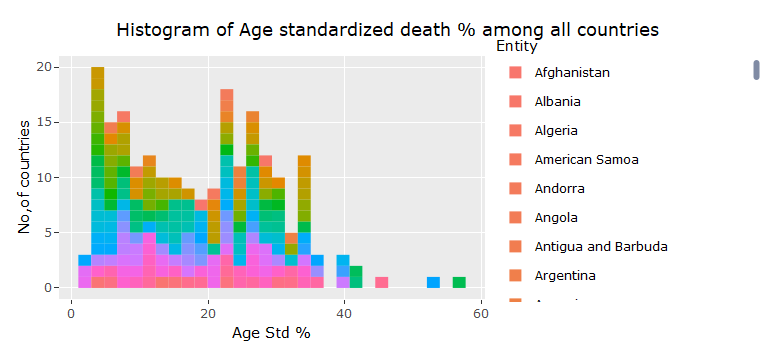 Histogram of Age standardized death % among all countries
Entity
Afghanistan
Albania
Algeria
American Samoa
Andorra
Angola
Antigua and Barbuda
Argentina
20
15
10
5
0
No,of countries
0
20
40
60
Age Std %